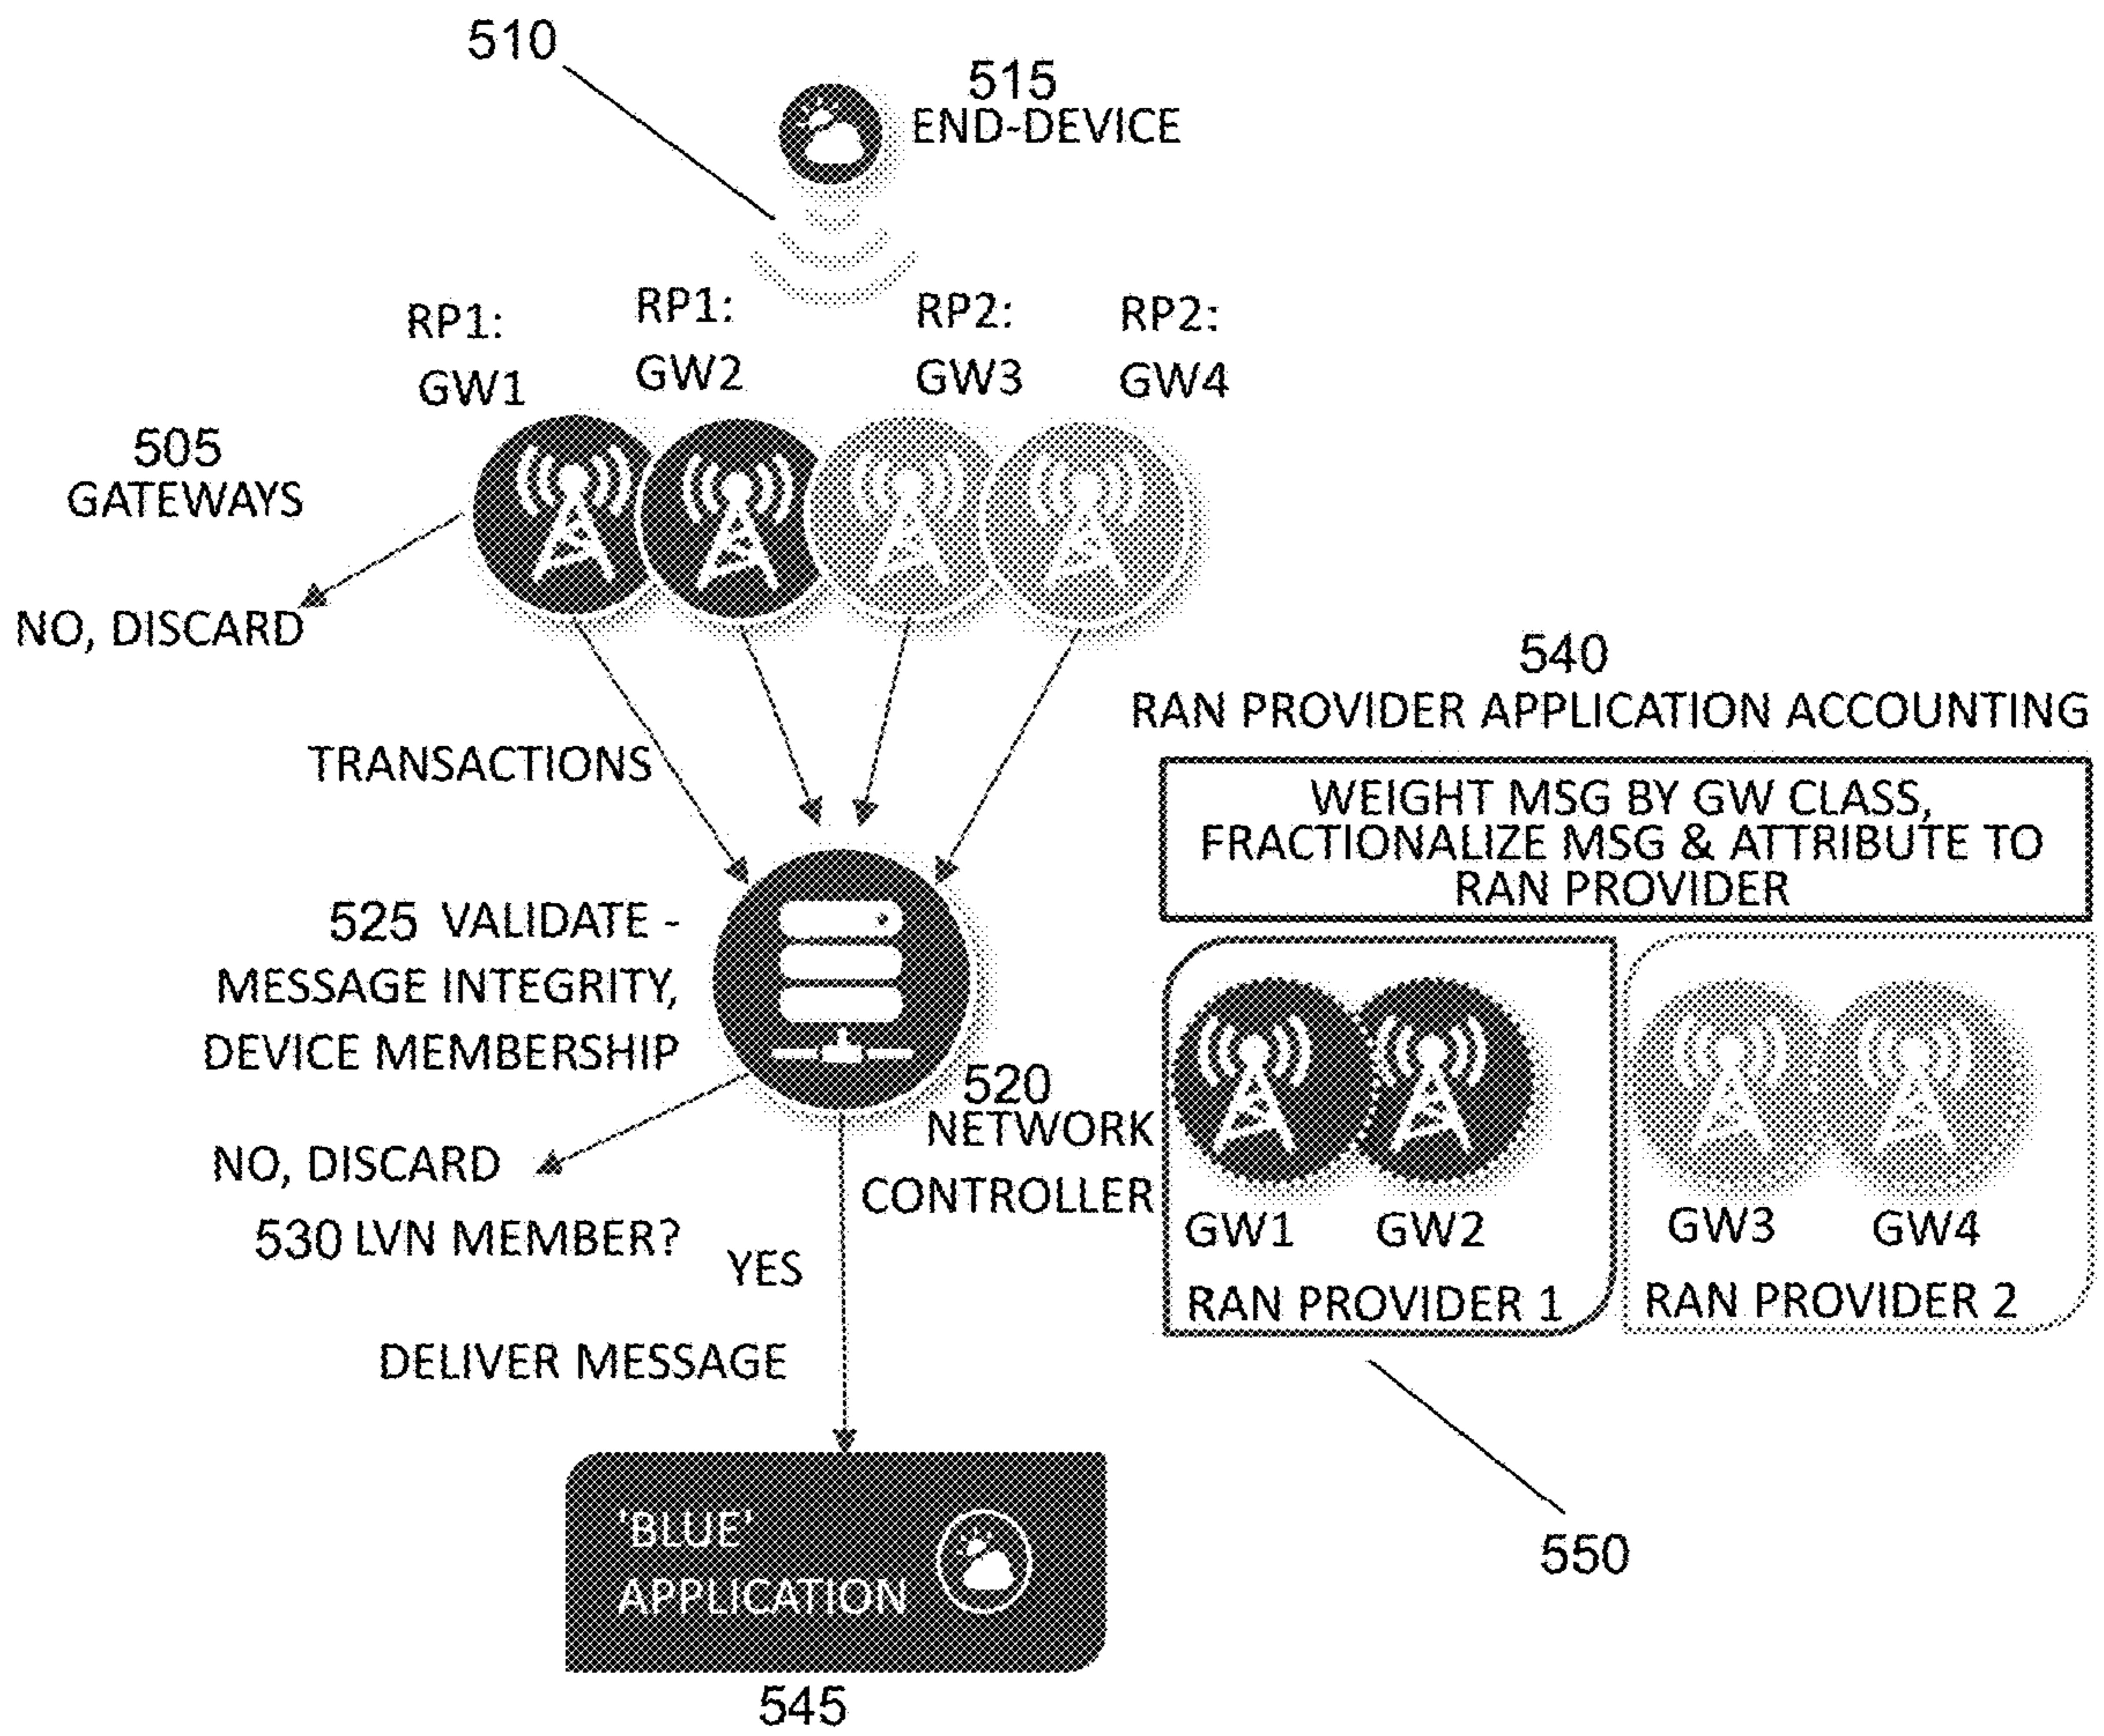 510
515
END-DEVICE
RP1:
GW1
RP1:
GW2
RP2:
GW3
RP2:
GW4
505
GATEWAYS
NO, DISCARD
TRANSACTIONS
540
RAN PROVIDER APPLICATION ACCOUNTING
WEIGHT MSG BY GW CLASS,
FRACTIONALIZE MSG & ATTRIBUTE TO
RAN PROVIDER
525 VALIDATE -
MESSAGE INTEGRITY,
DEVICE MEMBERSHIP
520
NETWORK
CONTROLLER
NO, DISCARD
530 LVN MEMBER?
YES
DELIVER MESSAGE
GW1
GW2
RAN PROVIDER 1
GW3
GW4
RAN PROVIDER 2
550
'BLUE'
APPLICATION
545